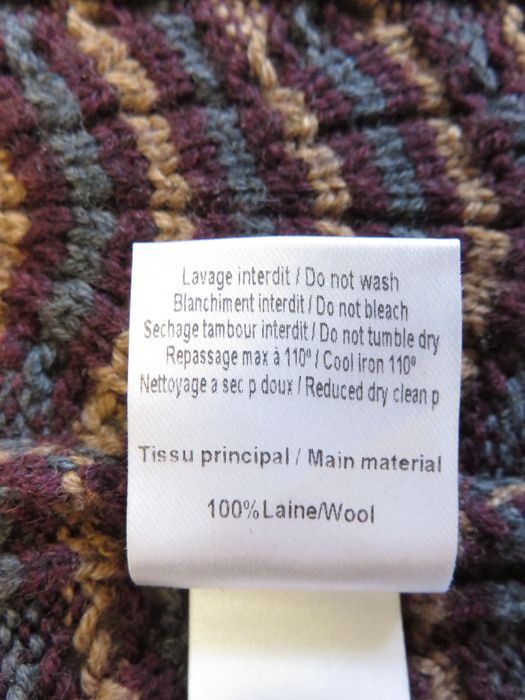 Lavage interdit / Do not wash
Blanchiment interdit / Do not bleach
Sechage tambour interdit / Do not tumble dry
Repassage max à 110º / Cool iron 110º
Nettoyage a sec p doux / Reduced dry clean p
Tissu principal / Main material
100% Laine/Wool